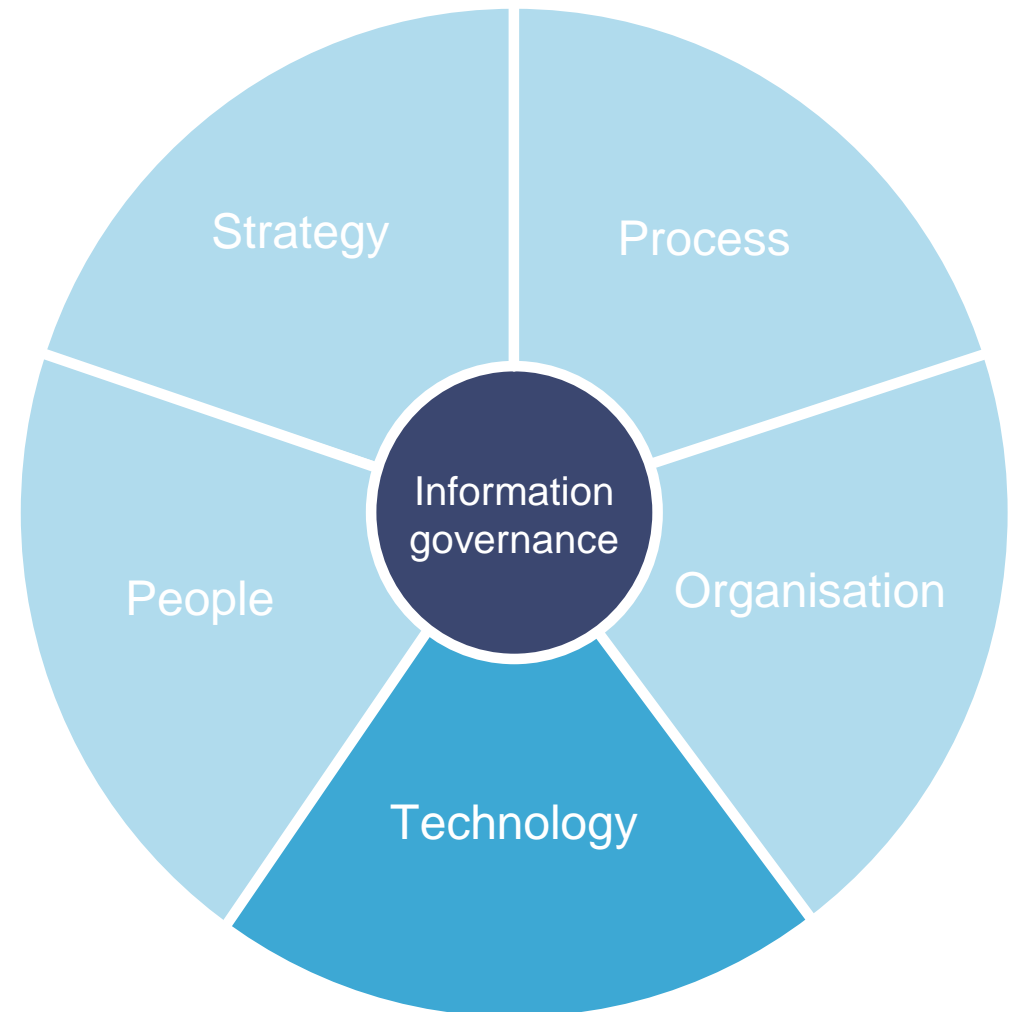 Strategy
Process
Information
governance
People
Organisation
Technology